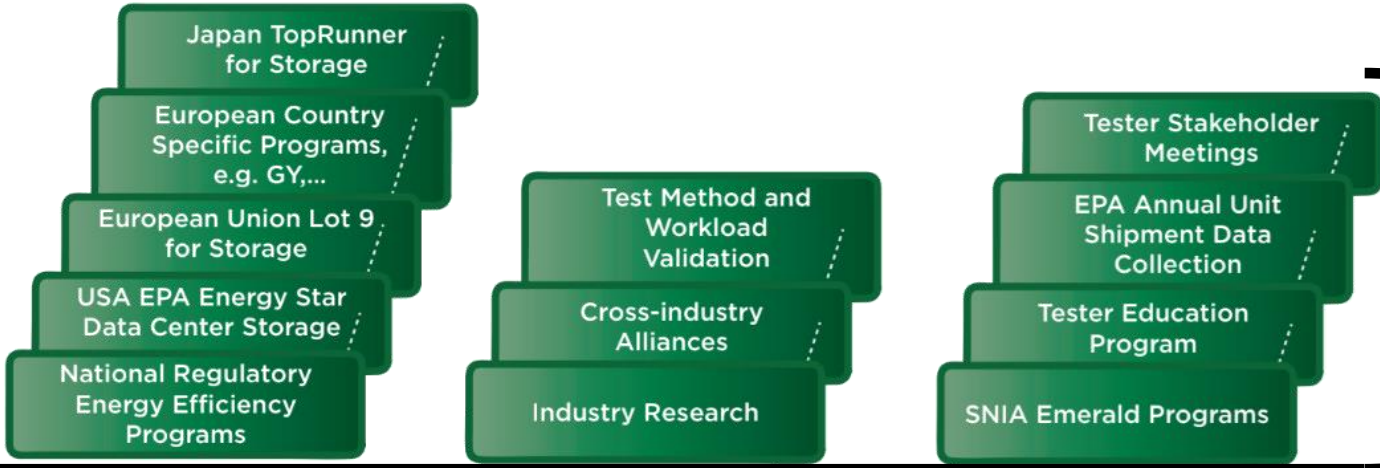 Japan TopRunner
for Storage
European Country
Specific Programs,
e.g. GY,...
European Union Lot 9
for Storage
USA EPA Energy Star
Data Center Storage
National Regulatory
Energy Efficiency
Programs
Test Method and
Workload
Validation
Cross-industry
Alliances
Industry Research
Tester Stakeholder
Meetings
EPA Annual Unit
Shipment Data
Collection
Tester Education
Program
SNIA Emerald Programs